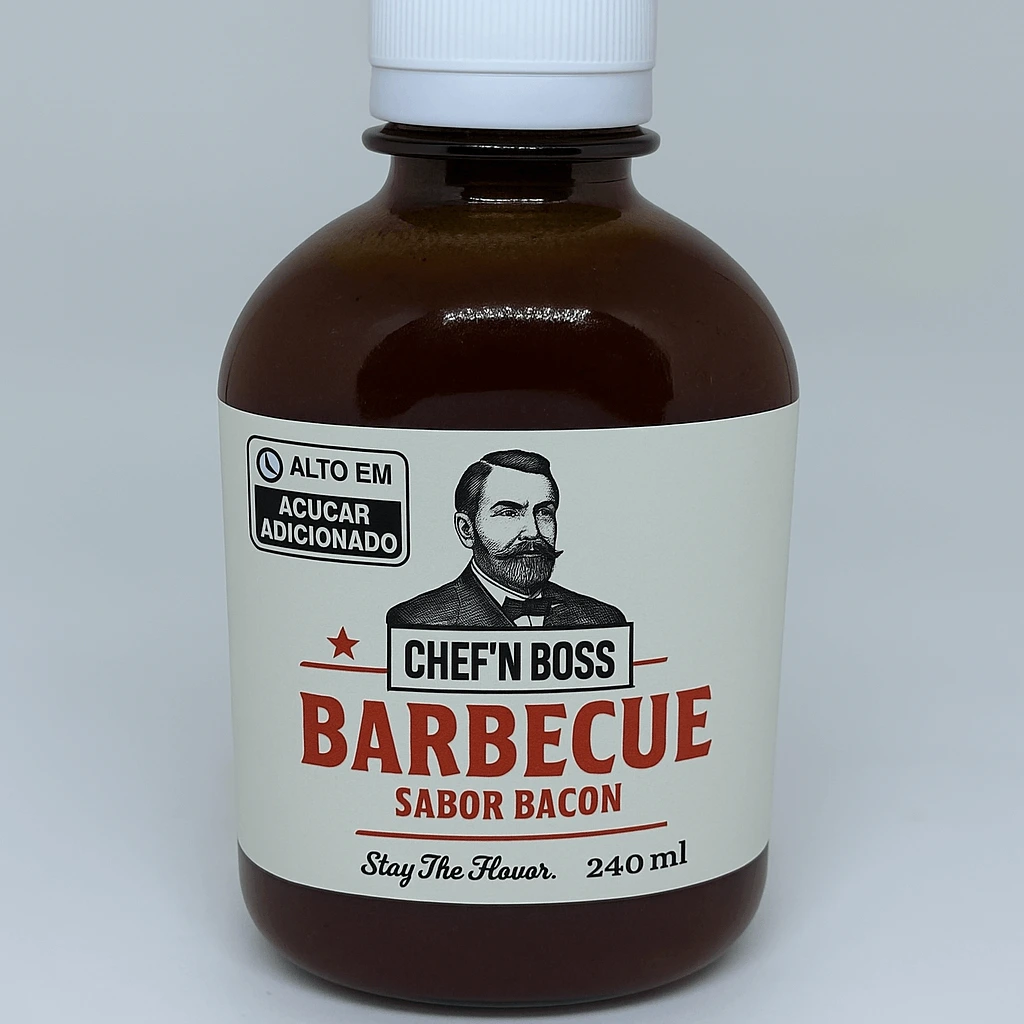 ALTO EM
ACUCAR
ADICIONADO
CHEF'N BOSS
BARBECUE
SABOR BACON
Stay The Flavor. 240 ml